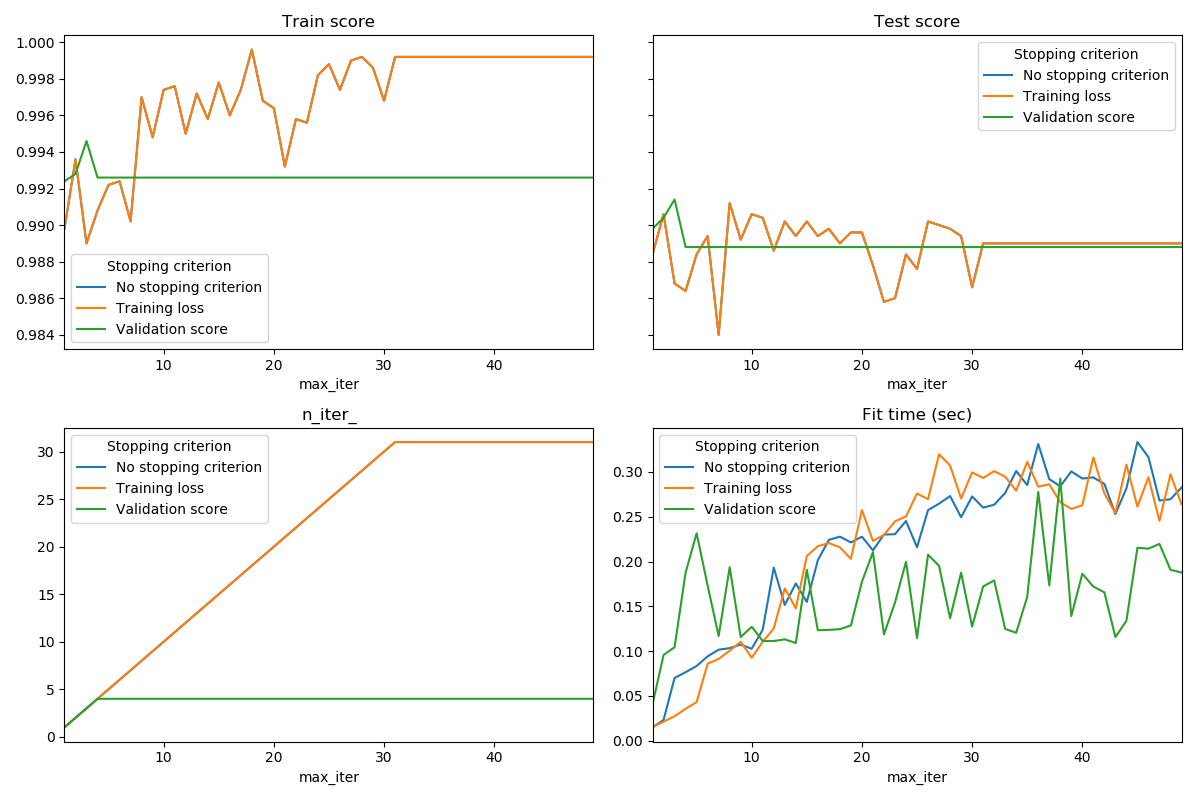 Train score
1.000
0.998
0.996
0.994
0.992
0.990
0.988
0.986
0.984
Stopping criterion
No stopping criterion
Training loss
Validation score
10 20 30 40
max_iter
Test score
Stopping criterion
No stopping criterion
Training loss
Validation score
10 20 30 40
max_iter
n_iter_
30
25
20
15
10
5
0
Stopping criterion
No stopping criterion
Training loss
Validation score
10 20 30 40
max_iter
Fit time (sec)
0.30
0.25
0.20
0.15
0.10
0.05
0.00
Stopping criterion
No stopping criterion
Training loss
Validation score
10 20 30 40
max_iter